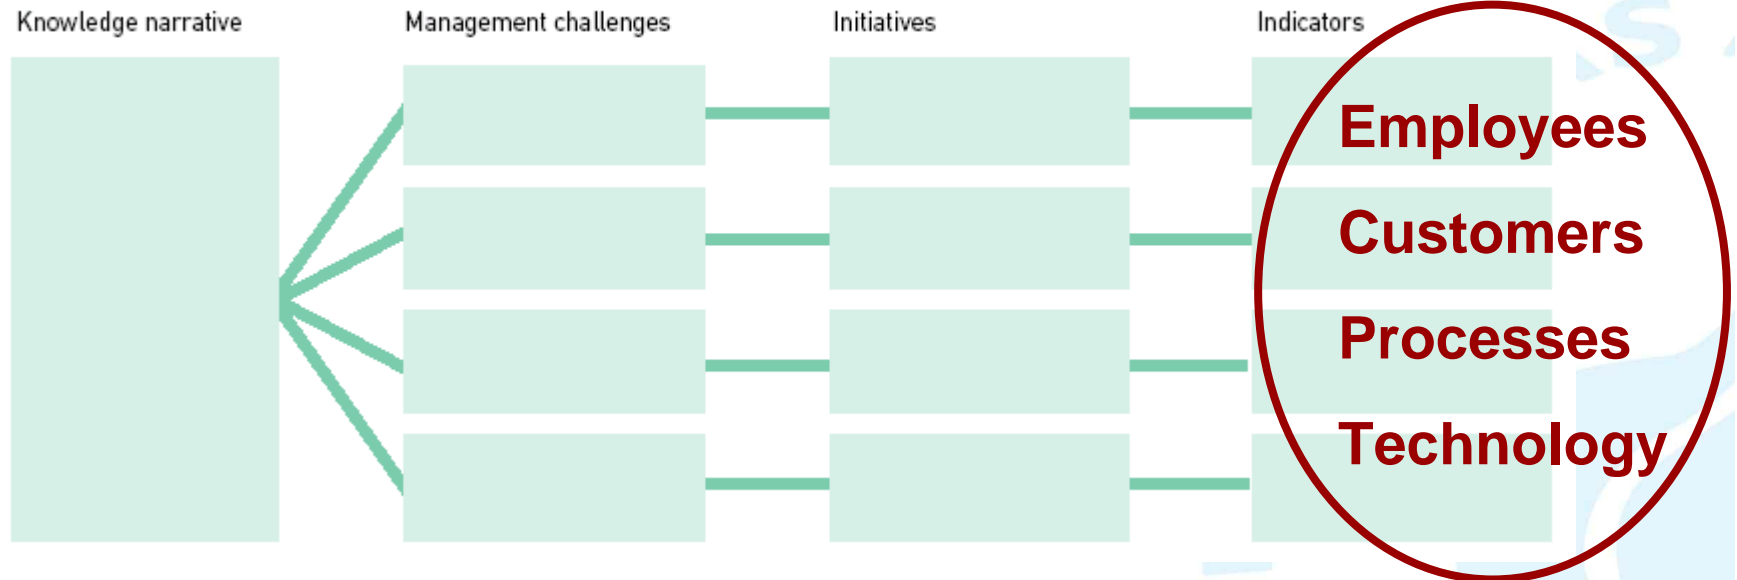 Knowledge narrative
Management challenges
Initiatives
Indicators
Employees
Customers
Processes
Technology